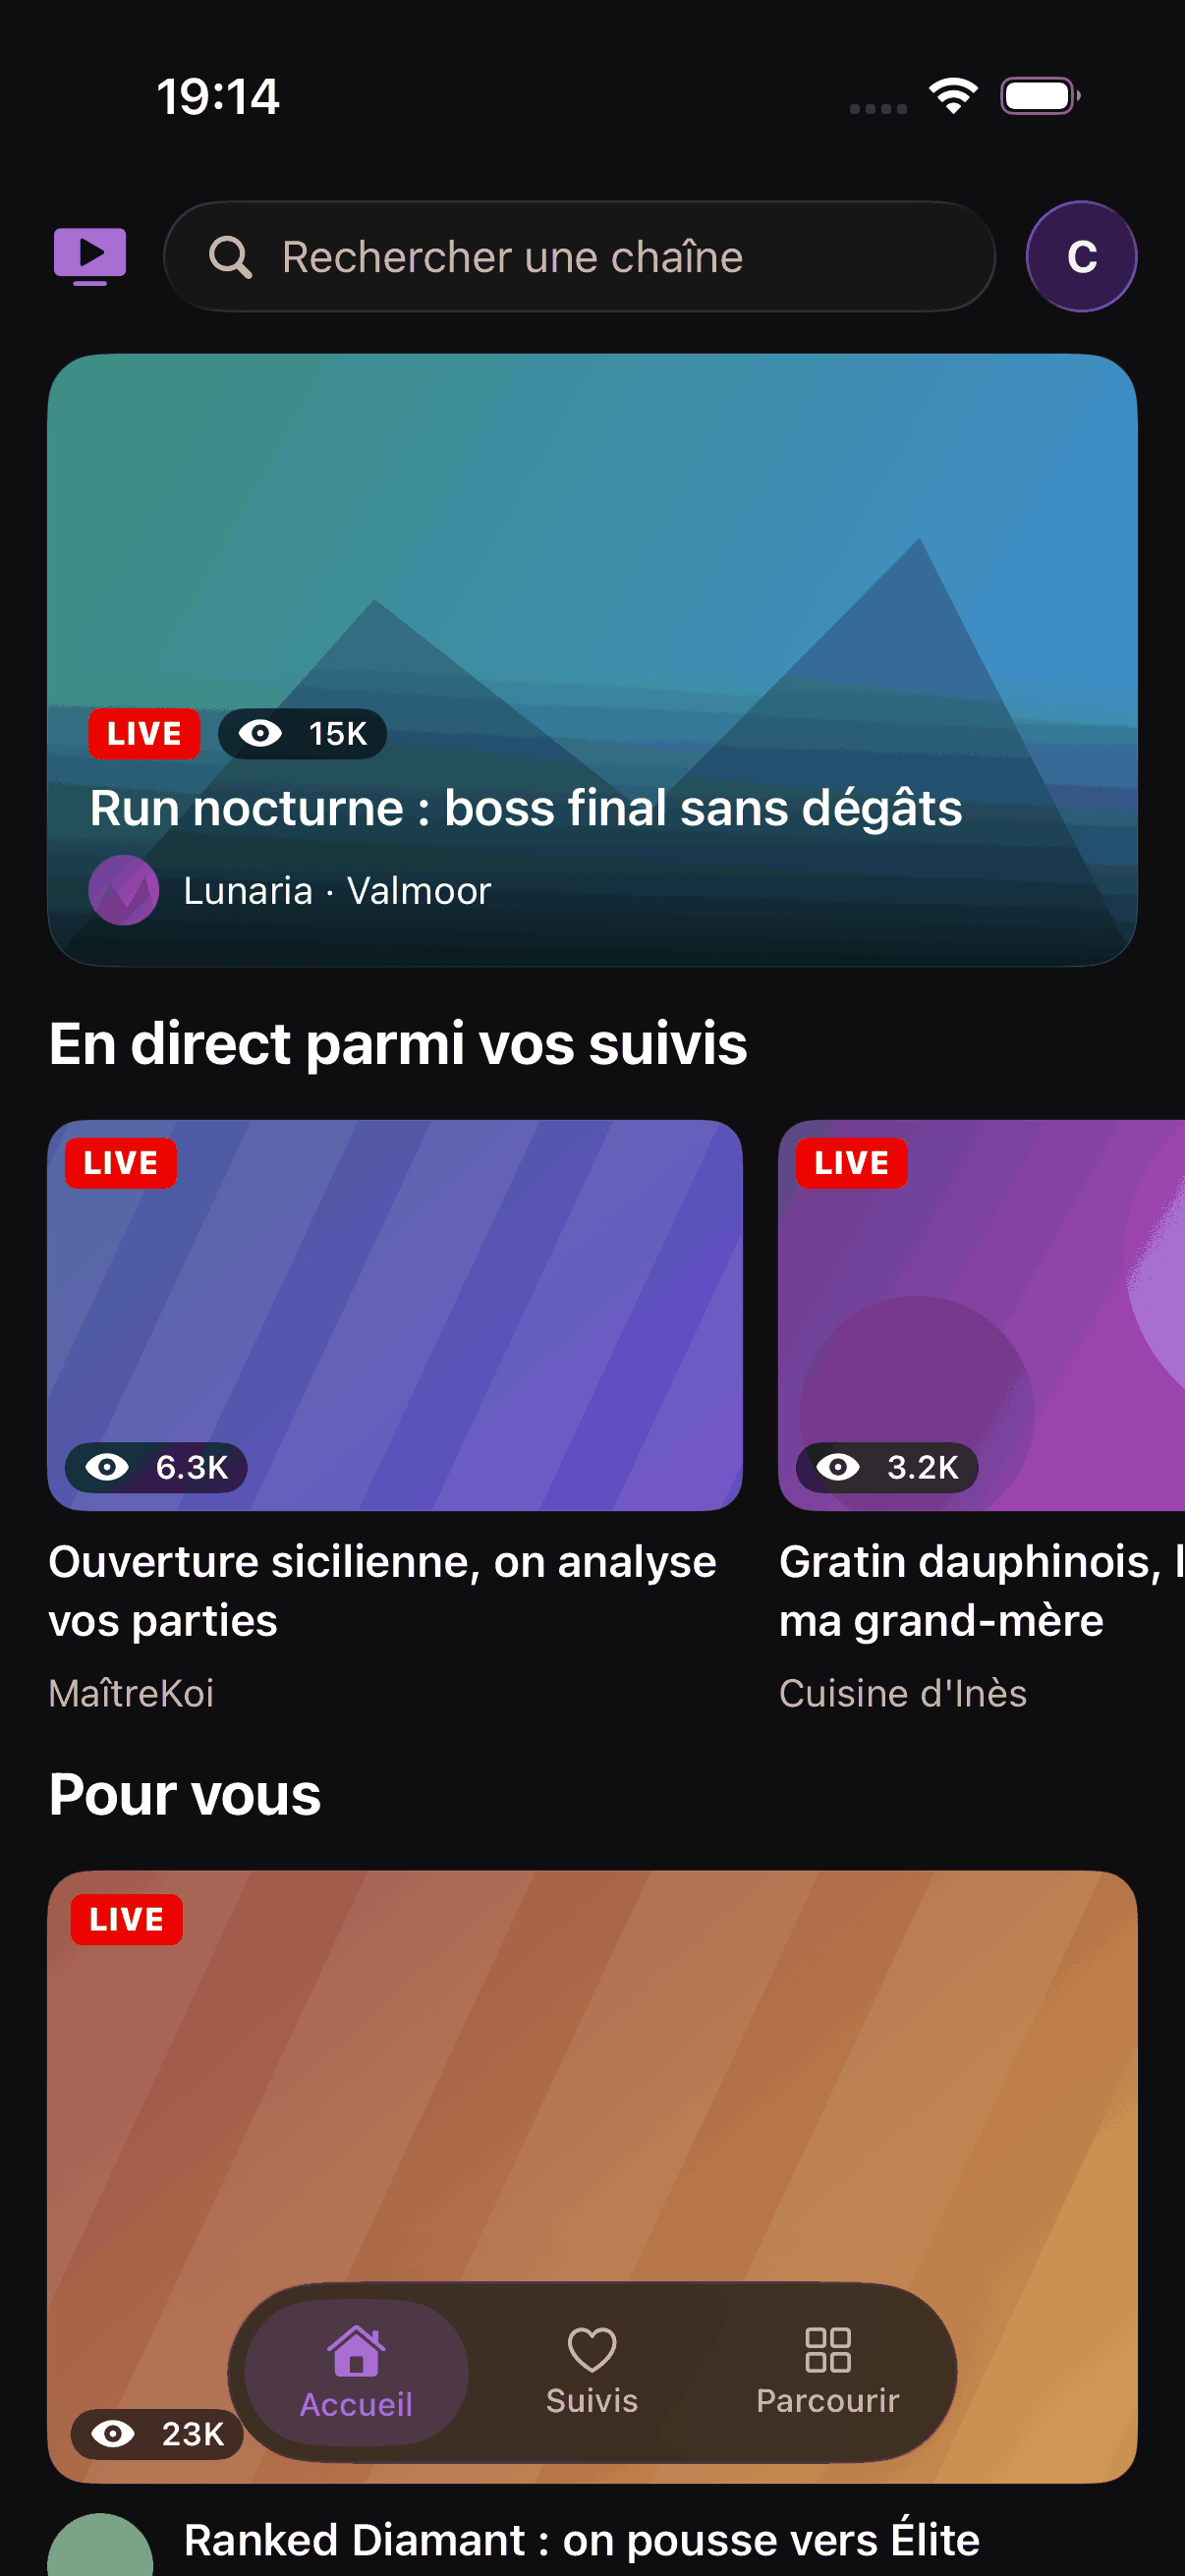 19:14
Rechercher une chaîne
C
LIVE 15K
Run nocturne : boss final sans dégâts
Lunaria · Valmoor
En direct parmi vos suivis
LIVE
6.3K
Ouverture sicilienne, on analyse
vos parties
MaîtreKoi
LIVE
3.2K
Gratin dauphinois,
ma grand-mère
Cuisine d'Inès
Pour vous
LIVE
23K
Accueil
Suivis
Parcourir
Ranked Diamant : on pousse vers Élite